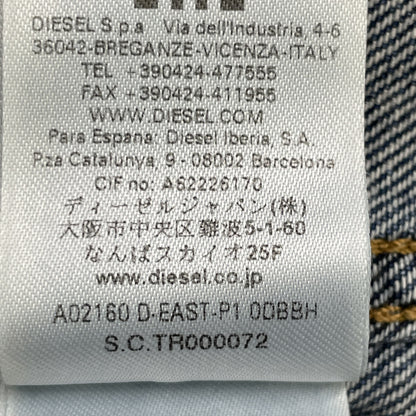 DIESEL S.p.a Via dell'Industria, 4-6
36042-BREGANZE-VICENZA-ITALY
TEL +390424-477555
FAX +390424-411955
WWW.DIESEL.COM
Para Espana: Diesel Iberia, S.A.
P.za Catalunya, 9 - 08002 Barcelona
CIF no: A62226170
ディーゼルジャパン(株)
大阪市中央区難波5-1-60
なんばスカイオ25F
www.diesel.co.jp
A02160 D-EAST-P1 0DBBH
S.C.TR000072